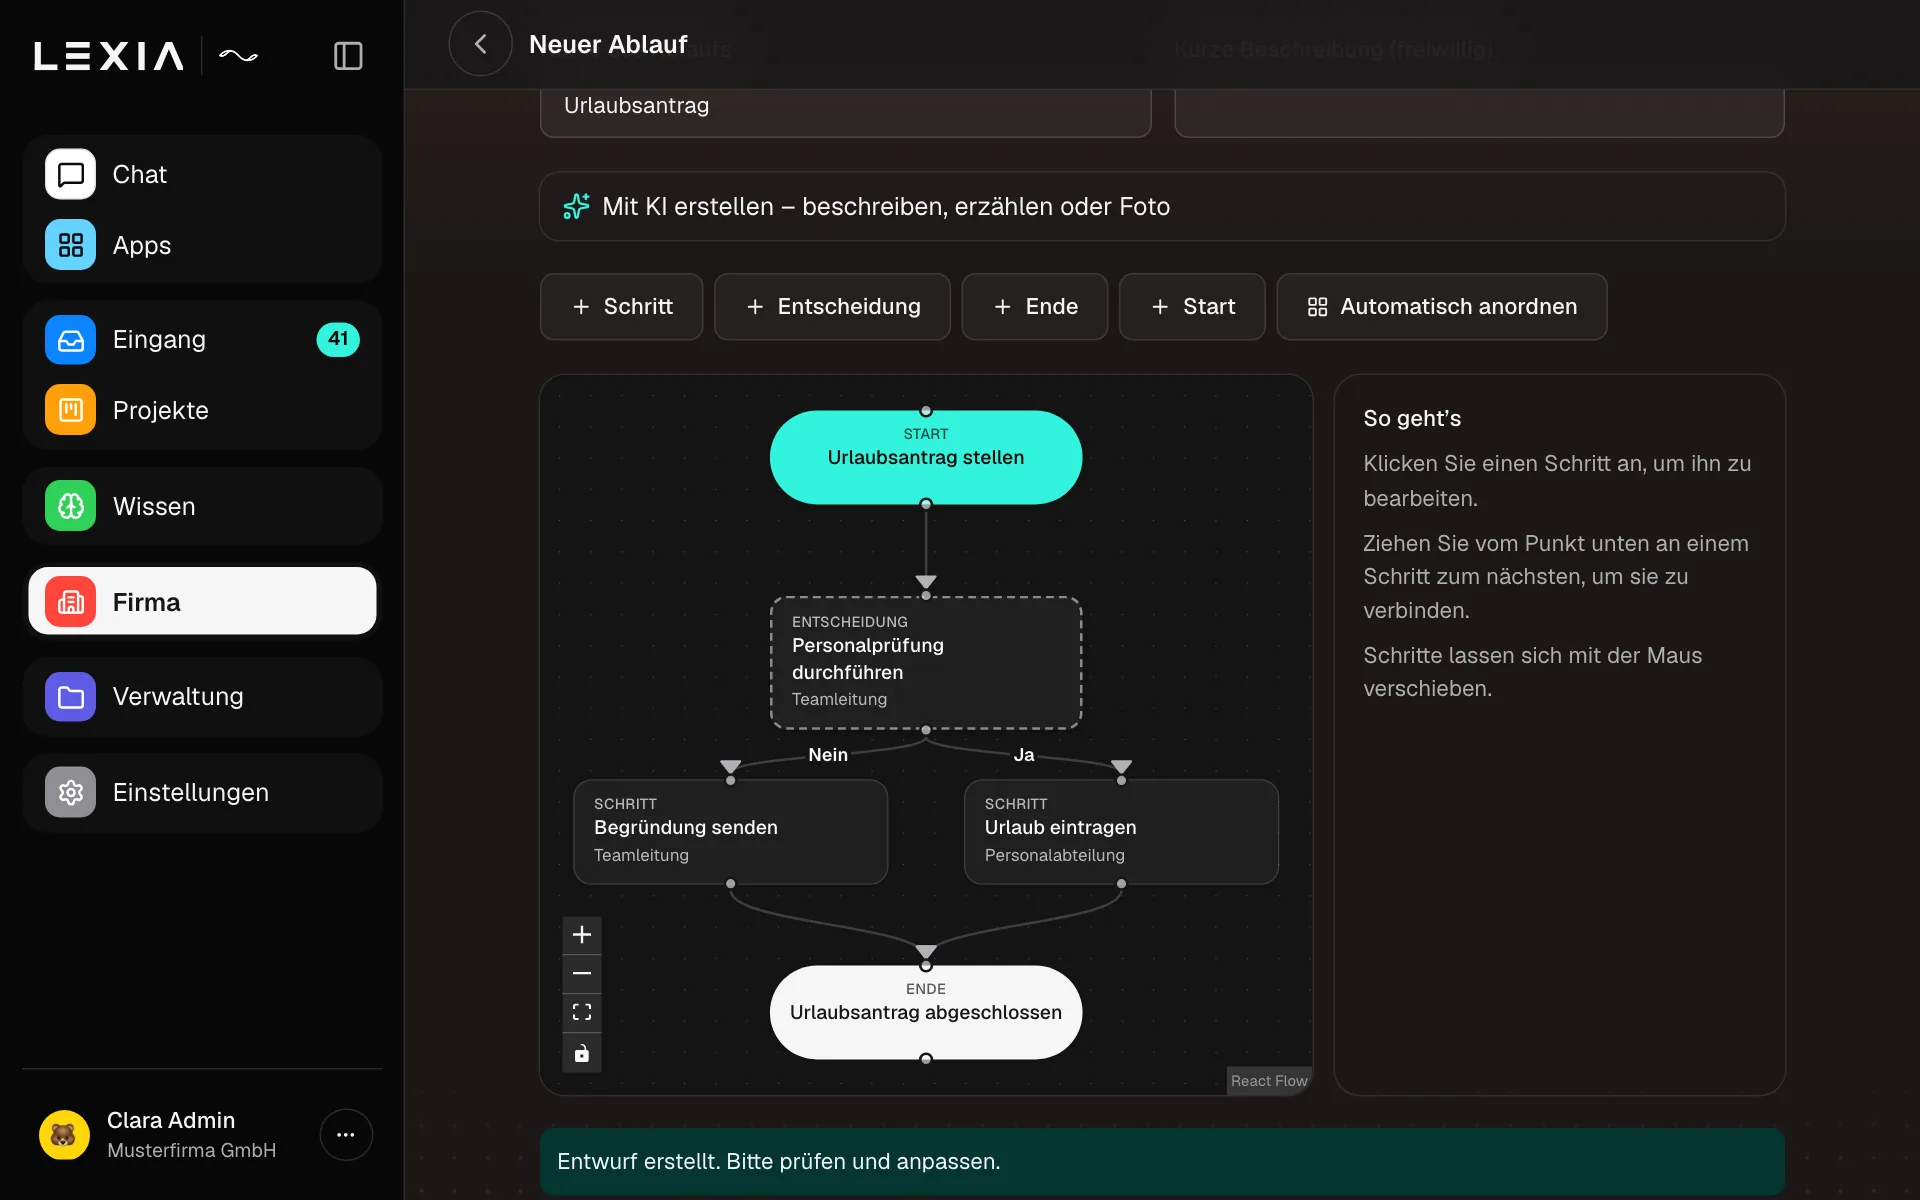 LEXIA
Chat
Apps
Eingang
41
Projekte
Wissen
Firma
Verwaltung
Einstellungen
Clara Admin
Musterfirma GmbH
Neuer Ablauf
Kurze Beschreibung (freiwillig)
Urlaubsantrag
Mit KI erstellen – beschreiben, erzählen oder Foto
Schritt
Entscheidung
Ende
Start
Automatisch anordnen
START
Urlaubsantrag stellen
ENTSCHEIDUNG
Personalprüfung
durchführen
Teamleitung
Nein
Ja
SCHRITT
Begründung senden
Teamleitung
SCHRITT
Urlaub eintragen
Personalabteilung
ENDE
Urlaubsantrag abgeschlossen
React Flow
So geht’s
Klicken Sie einen Schritt an, um ihn zu
bearbeiten.
Ziehen Sie vom Punkt unten an einem
Schritt zum nächsten, um sie zu
verbinden.
Schritte lassen sich mit der Maus
verschieben.
Entwurf erstellt. Bitte prüfen und anpassen.